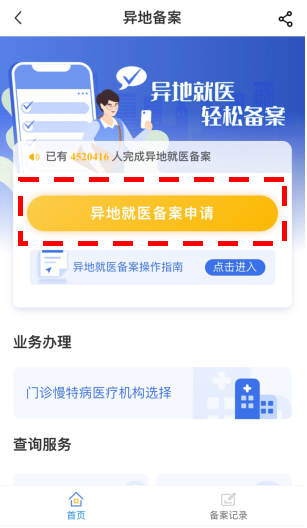 异地备案
异地就医
轻松备案
已有 4520416 人完成异地就医备案
异地就医备案申请
异地就医备案操作指南
点击进入
业务办理
门诊慢特病医疗机构选择
查询服务
首页
备案记录